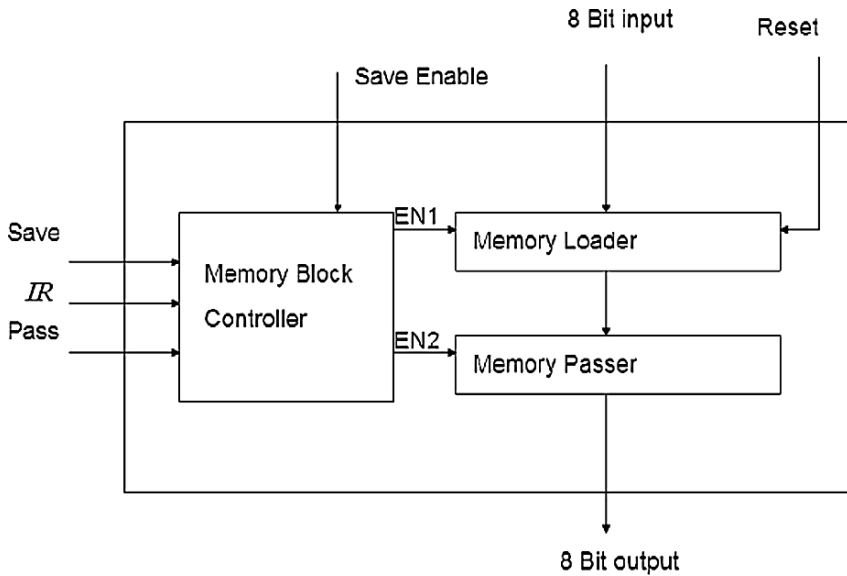 8 Bit input
Reset
Save Enable
EN1
Save
Memory Loader
Memory Block
Controller
IR
Pass
EN2
Memory Passer
8 Bit output